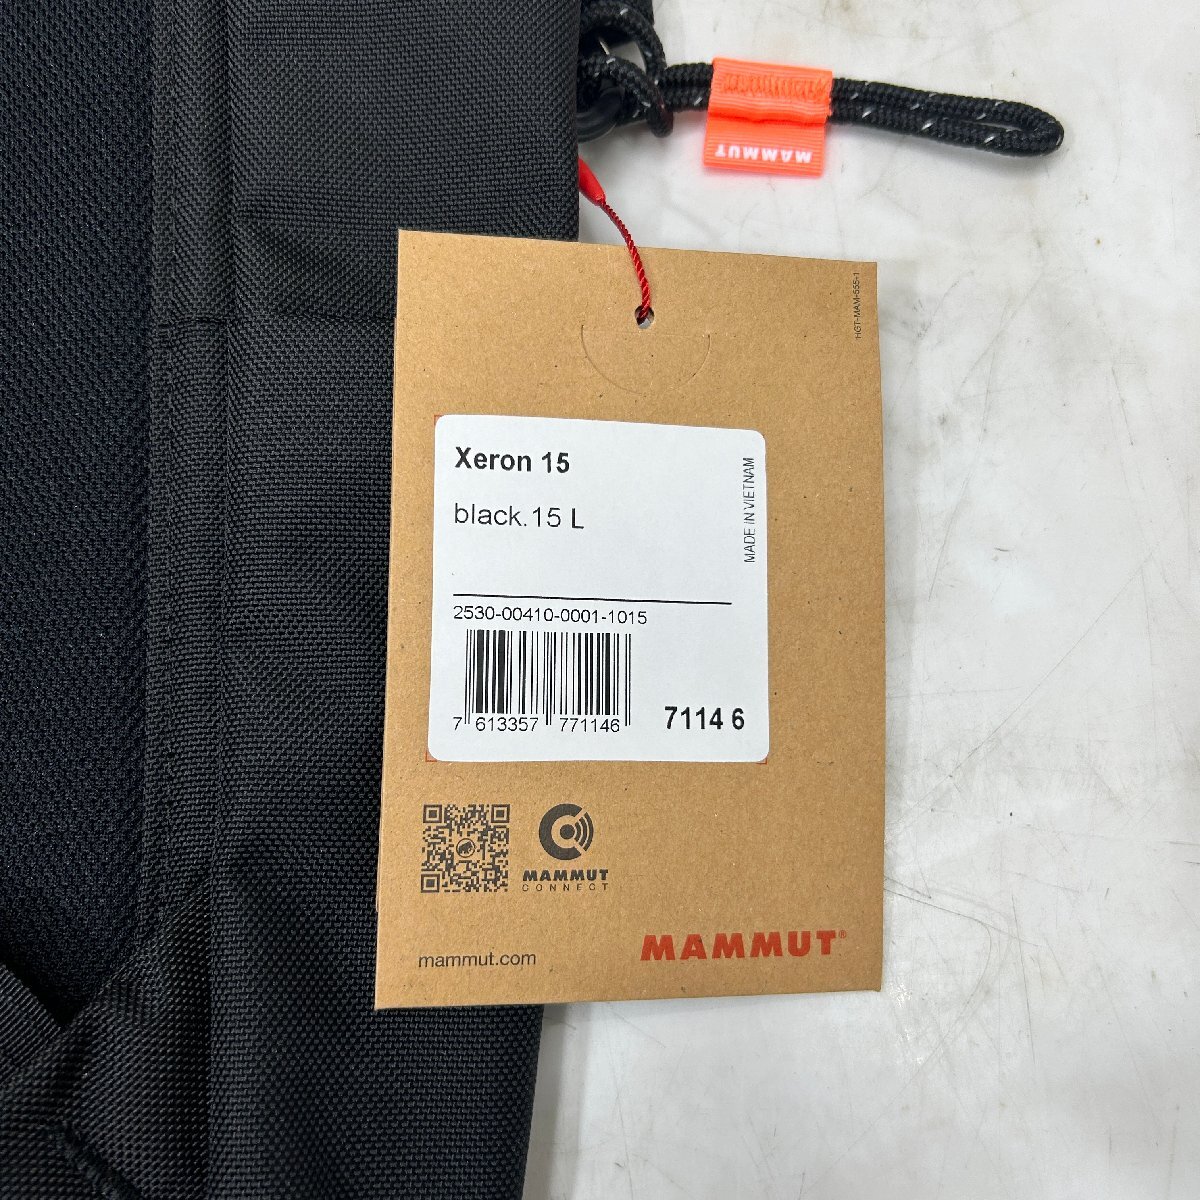 MAMMUT
HGT-MAM-555-1
Xeron 15
black.15 L
MADE IN VIETNAM
2530-00410-0001-1015
7 613357 771146
7114 6
MAMMUT
CONNECT
mammut.com
MAMMUT®